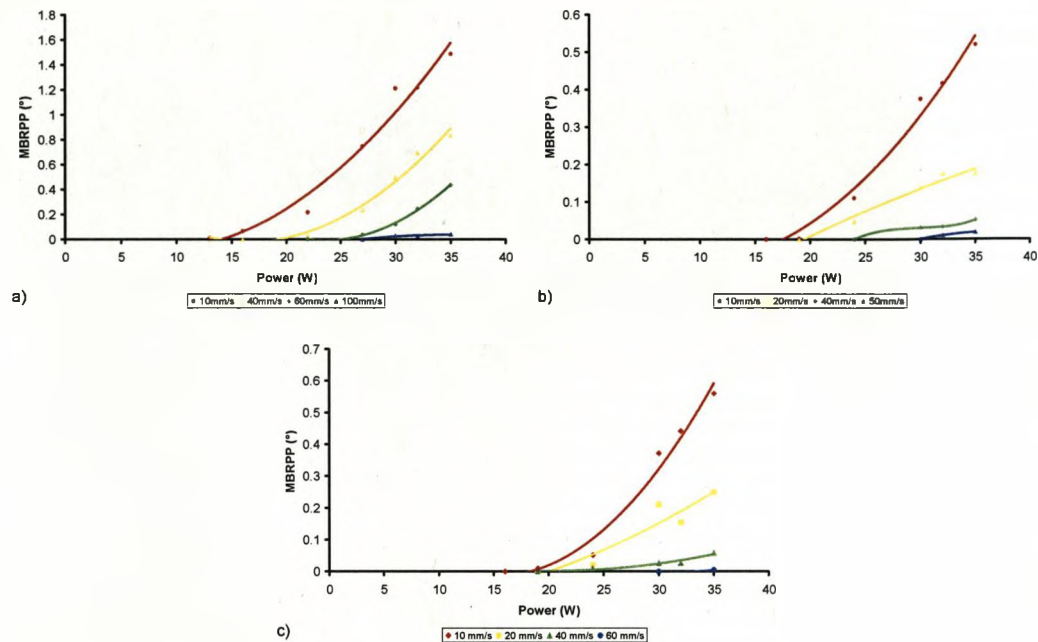 1.8
1.6
1.4
1.2
1
0.8
0.6
0.4
0.2
0
MBRPP (°)
0 5 10 15 20 25 30 35 40
Power (W)
a)
10mm/s 40mm/s 60mm/s 100mm/s
0.6
0.5
0.4
0.3
0.2
0.1
0
MBRPP (°)
0 5 10 15 20 25 30 35 40
Power (W)
b)
10mm/s 20mm/s 40mm/s 50mm/s
0.7
0.6
0.5
0.4
0.3
0.2
0.1
0
MBRPP (°)
0 5 10 15 20 25 30 35 40
Power (W)
c)
10 mm/s 20 mm/s 40 mm/s 60 mm/s